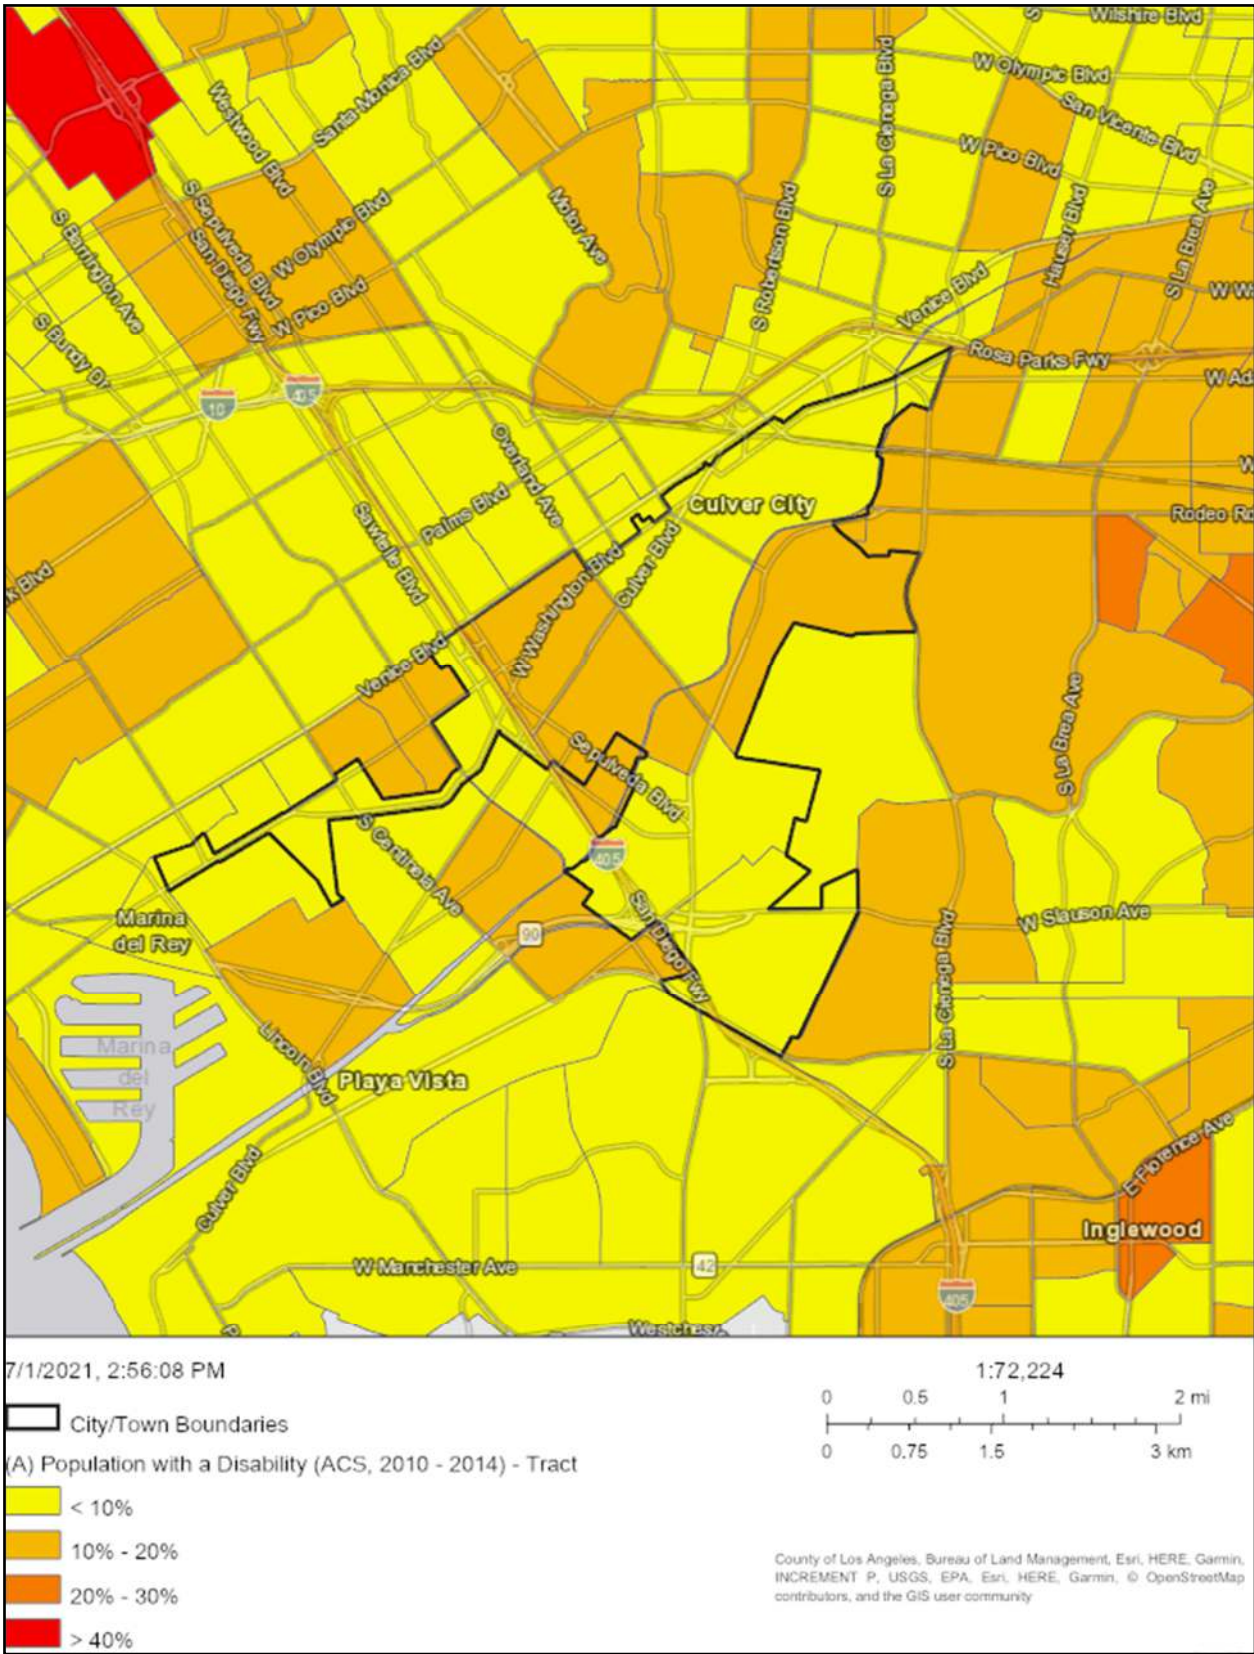 Wilshire Blvd
W Olympic Blvd
Santa Monica Blvd
Westwood Blvd
San Vicente Blvd
S La Cienega Blvd
W Pico Blvd
S Sepulveda Blvd
San Diego Fwy
W Olympic Blvd
Motor Ave
S Robertson Blvd
Hauser Blvd
S La Brea Ave
S Barrington Ave
W Pico Blvd
Venice Blvd
S Bundy Dr
Rosa Parks Fwy
W Ad
10
405
Overland Ave
Palms Blvd
Sawtelle Blvd
Culver City
Rodeo Rd
W Washington Blvd
Culver Blvd
k Blvd
Venice Blvd
S La Brea Ave
Sepulveda Blvd
S Centinela Ave
405
Marina
del Rey
90
San Diego Fwy
W Slauson Ave
S La Cienega Blvd
Marina
del
Rey
Lincoln Blvd
Playa Vista
E Florence Ave
Culver Blvd
Inglewood
W Manchester Ave
42
405
7/1/2021, 2:56:08 PM
City/Town Boundaries
(A) Population with a Disability (ACS, 2010 - 2014) - Tract
< 10%
10% - 20%
20% - 30%
> 40%
1:72,224
0 0.5 1 2 mi
0 0.75 1.5 3 km
County of Los Angeles, Bureau of Land Management, Esri, HERE, Garmin,
INCREMENT P, USGS, EPA, Esri, HERE, Garmin, © OpenStreetMap
contributors, and the GIS user community